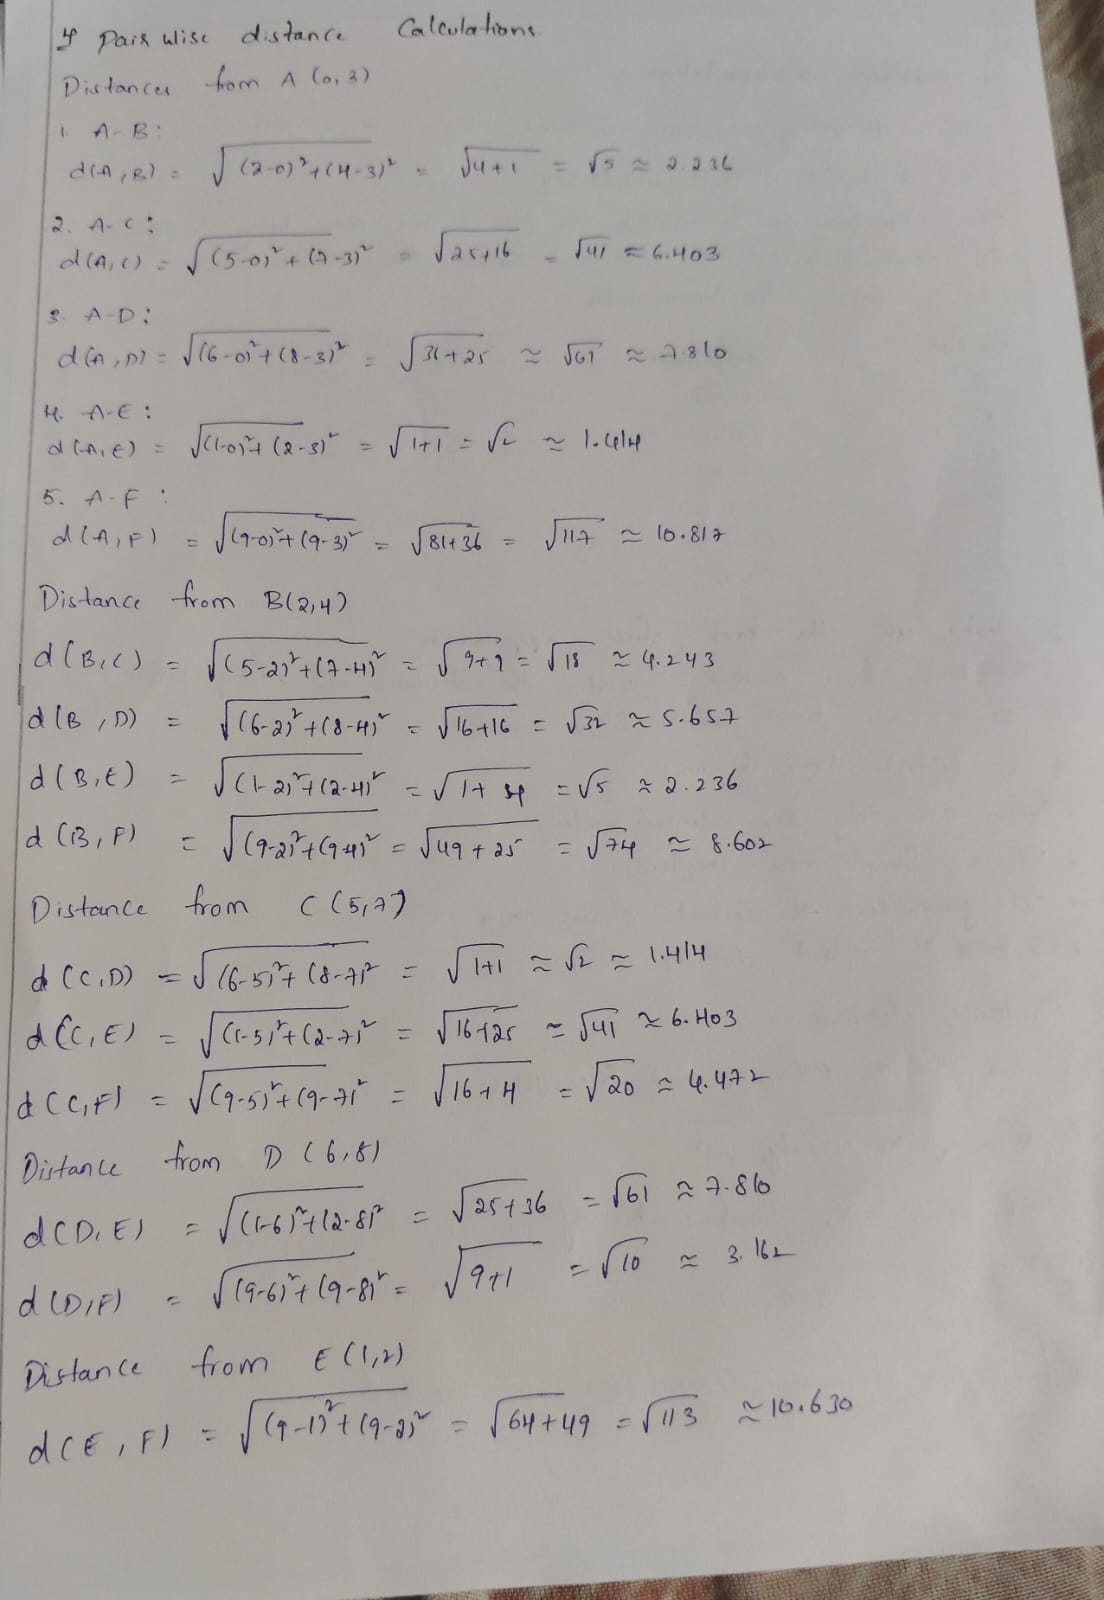 1) Pair wise distance Calculations.
Distances from A (0,3)
1. A-B:
d(A,B) = √(2-0)²+(4-3)² = √4+1 = √5 ≈ 2.236
2. A-C:
d(A,C) = √(5-0)²+(7-3)² = √25+16 = √41 ≈ 6.403
3. A-D:
d(A,D) = √(6-0)²+(8-3)² = √36+25 ≈ √61 ≈ 7.810
4. A-E:
d(A,E) = √(1-0)²+(2-3)² = √1+1 = √2 ≈ 1.414
5. A-F:
d(A,F) = √(9-0)²+(9-3)² = √81+36 = √117 ≈ 10.817
Distance from B(2,4)
d(B,C) = √(5-2)²+(7-4)² = √9+9 = √18 ≈ 4.243
d(B,D) = √(6-2)²+(8-4)² = √16+16 = √32 ≈ 5.657
d(B,E) = √(1-2)²+(2-4)² = √1+4 = √5 ≈ 2.236
d(B,F) = √(9-2)²+(9-4)² = √49+25 = √74 ≈ 8.602
Distance from C(5,7)
d(C,D) = √(6-5)²+(8-7)² = √1+1 ≈ √2 ≈ 1.414
d(C,E) = √(1-5)²+(2-7)² = √16+25 ≈ √41 ≈ 6.403
d(C,F) = √(9-5)²+(9-7)² = √16+4 = √20 ≈ 4.472
Distance from D(6,8)
d(D,E) = √(1-6)²+(2-8)² = √25+36 = √61 ≈ 7.810
d(D,F) = √(9-6)²+(9-8)² = √9+1 = √10 ≈ 3.162
Distance from E(1,2)
d(E,F) = √(9-1)²+(9-2)² = √64+49 = √113 ≈ 10.630